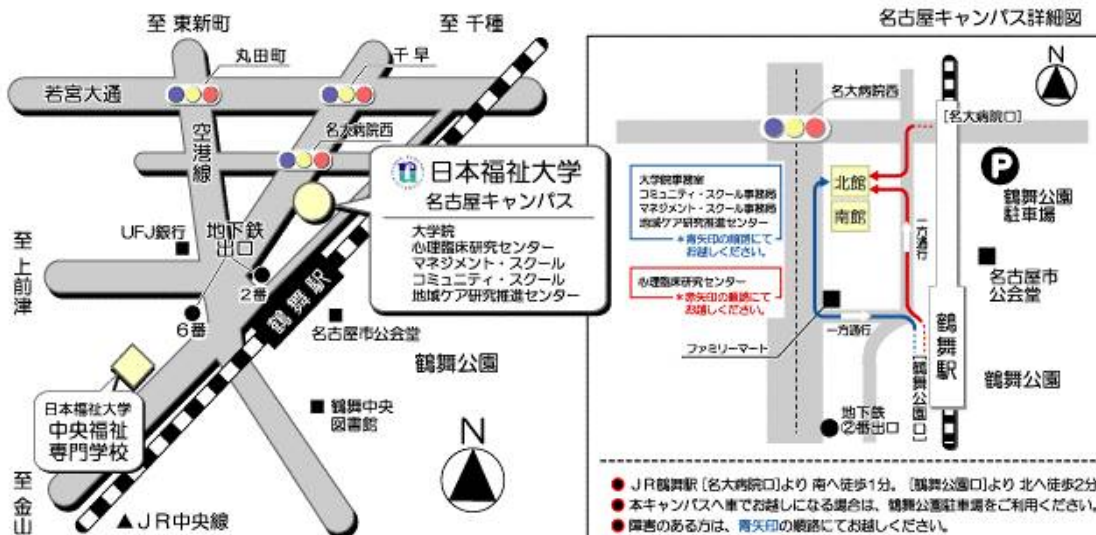 至 東新町
至 千種
丸田町
千早
若宮大通
空港線
名大病院西
日本福祉大学
名古屋キャンパス
大学院
心理臨床研究センター
マネジメント・スクール
コミュニティ・スクール
地域ケア研究推進センター
UFJ銀行
地下鉄
出口
2番
6番
至上前津
鶴舞駅
名古屋市公会堂
鶴舞公園
鶴舞中央
図書館
日本福祉大学
中央福祉
専門学校
至金山
▲JR中央線
N
名古屋キャンパス詳細図
N
名大病院西
[名大病院口]
P
鶴舞公園
駐車場
大学院事務室
コミュニティ・スクール事務局
マネジメント・スクール事務局
地域ケア研究推進センター
＊青矢印の順路にて
お越しください。
北館
南館
一方通行
名古屋市
公会堂
心理臨床研究センター
＊赤矢印の順路にて
お越しください。
一方通行
ファミリーマート
鶴舞駅
[鶴舞公園口]
鶴舞公園
地下鉄
②番出口
● JR鶴舞駅 [名大病院口]より 南へ徒歩1分。 [鶴舞公園口]より 北へ徒歩2分
● 本キャンパスへ車でお越しになる場合は、鶴舞公園駐車場をご利用ください。
● 障害のある方は、青矢印の順路にてお越しください。